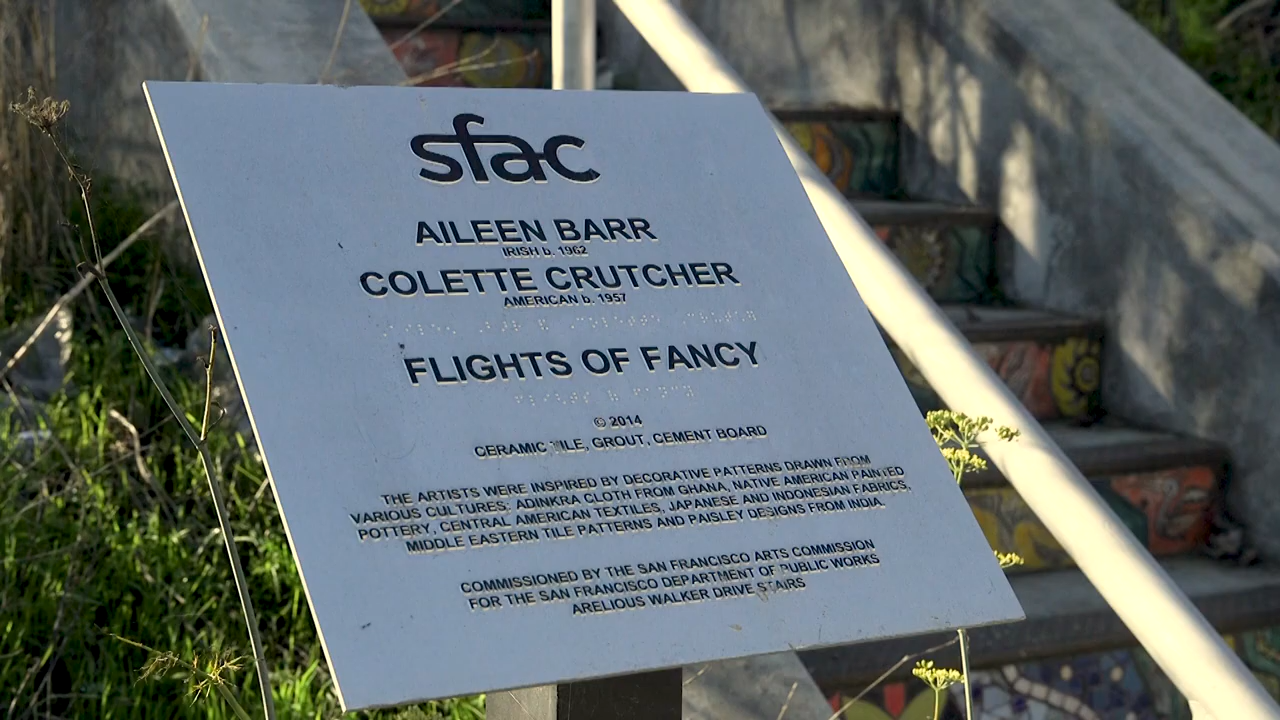 sfac
AILEEN BARR
IRISH b. 1962
COLETTE CRUTCHER
AMERICAN b. 1957
FLIGHTS OF FANCY
© 2014
CERAMIC TILE, GROUT, CEMENT BOARD
THE ARTISTS WERE INSPIRED BY DECORATIVE PATTERNS DRAWN FROM
VARIOUS CULTURES: ADINKRA CLOTH FROM GHANA, NATIVE AMERICAN PAINTED
POTTERY, CENTRAL AMERICAN TEXTILES, JAPANESE AND INDONESIAN FABRICS,
MIDDLE EASTERN TILE PATTERNS AND PAISLEY DESIGNS FROM INDIA.
COMMISSIONED BY THE SAN FRANCISCO ARTS COMMISSION
FOR THE SAN FRANCISCO DEPARTMENT OF PUBLIC WORKS
ARELIOUS WALKER DRIVE STAIRS